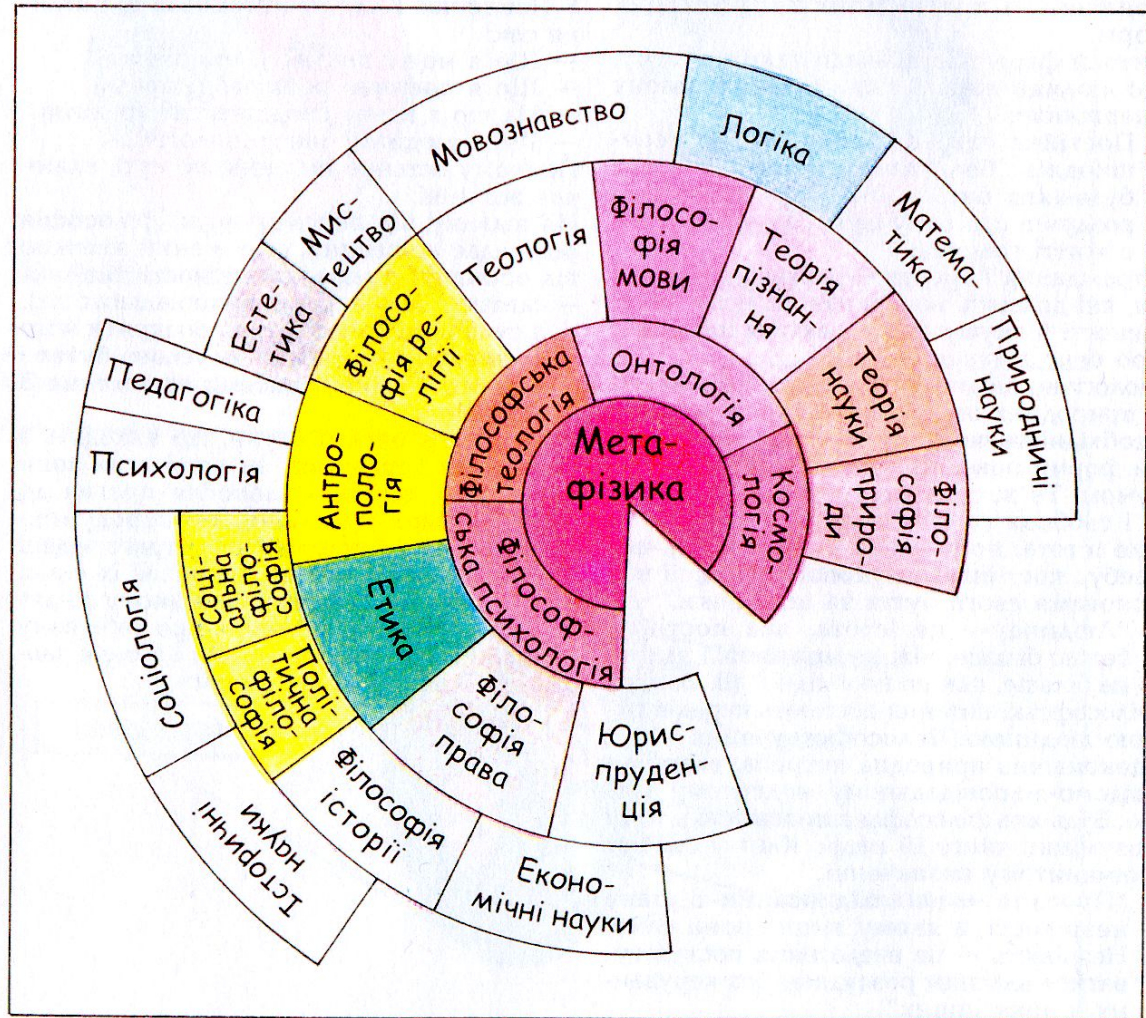 Мета-
фізика
Філософська
теологія
Онтологія
Космо-
логія
Філософ-
ська психологія
Антро-
поло-
гія
Філосо-
фія ре-
лігії
Теологія
Філосо-
фія
мови
Теорія
пізнан-
ня
Теорія
науки
Філо-
софія
приро-
ди
Етика
Філо-
софія
права
Юрис-
пруден-
ція
Педагогіка
Психологія
Есте-
тика
Мис-
тецтво
Мовознавство
Логіка
Матема-
тика
Природничі
науки
Соці-
альна
філо-
софія
Полі-
тична
філо-
софія
Філософія
історії
Еконо-
мічні науки
Соціологія
Історичні
науки